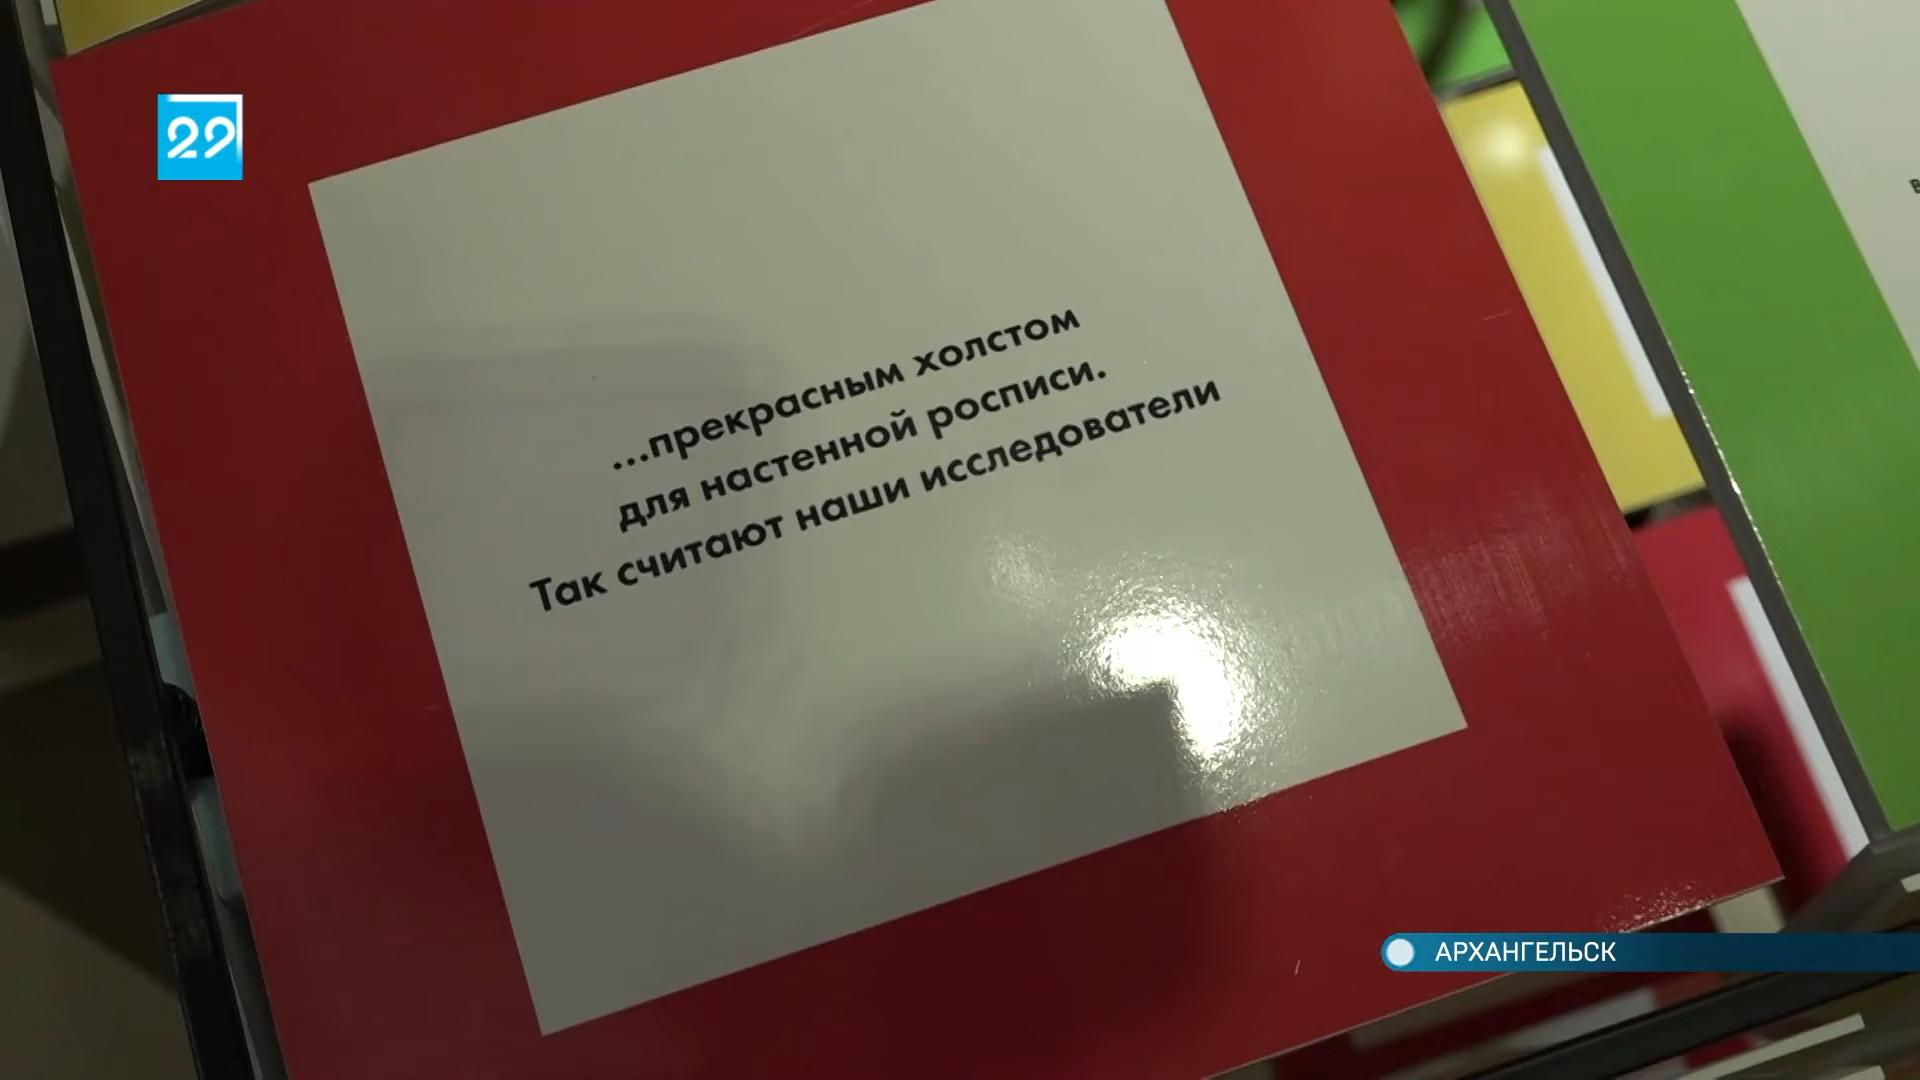 29
...прекрасным холстом
для настенной росписи.
Так считают наши исследователи
АРХАНГЕЛЬСК